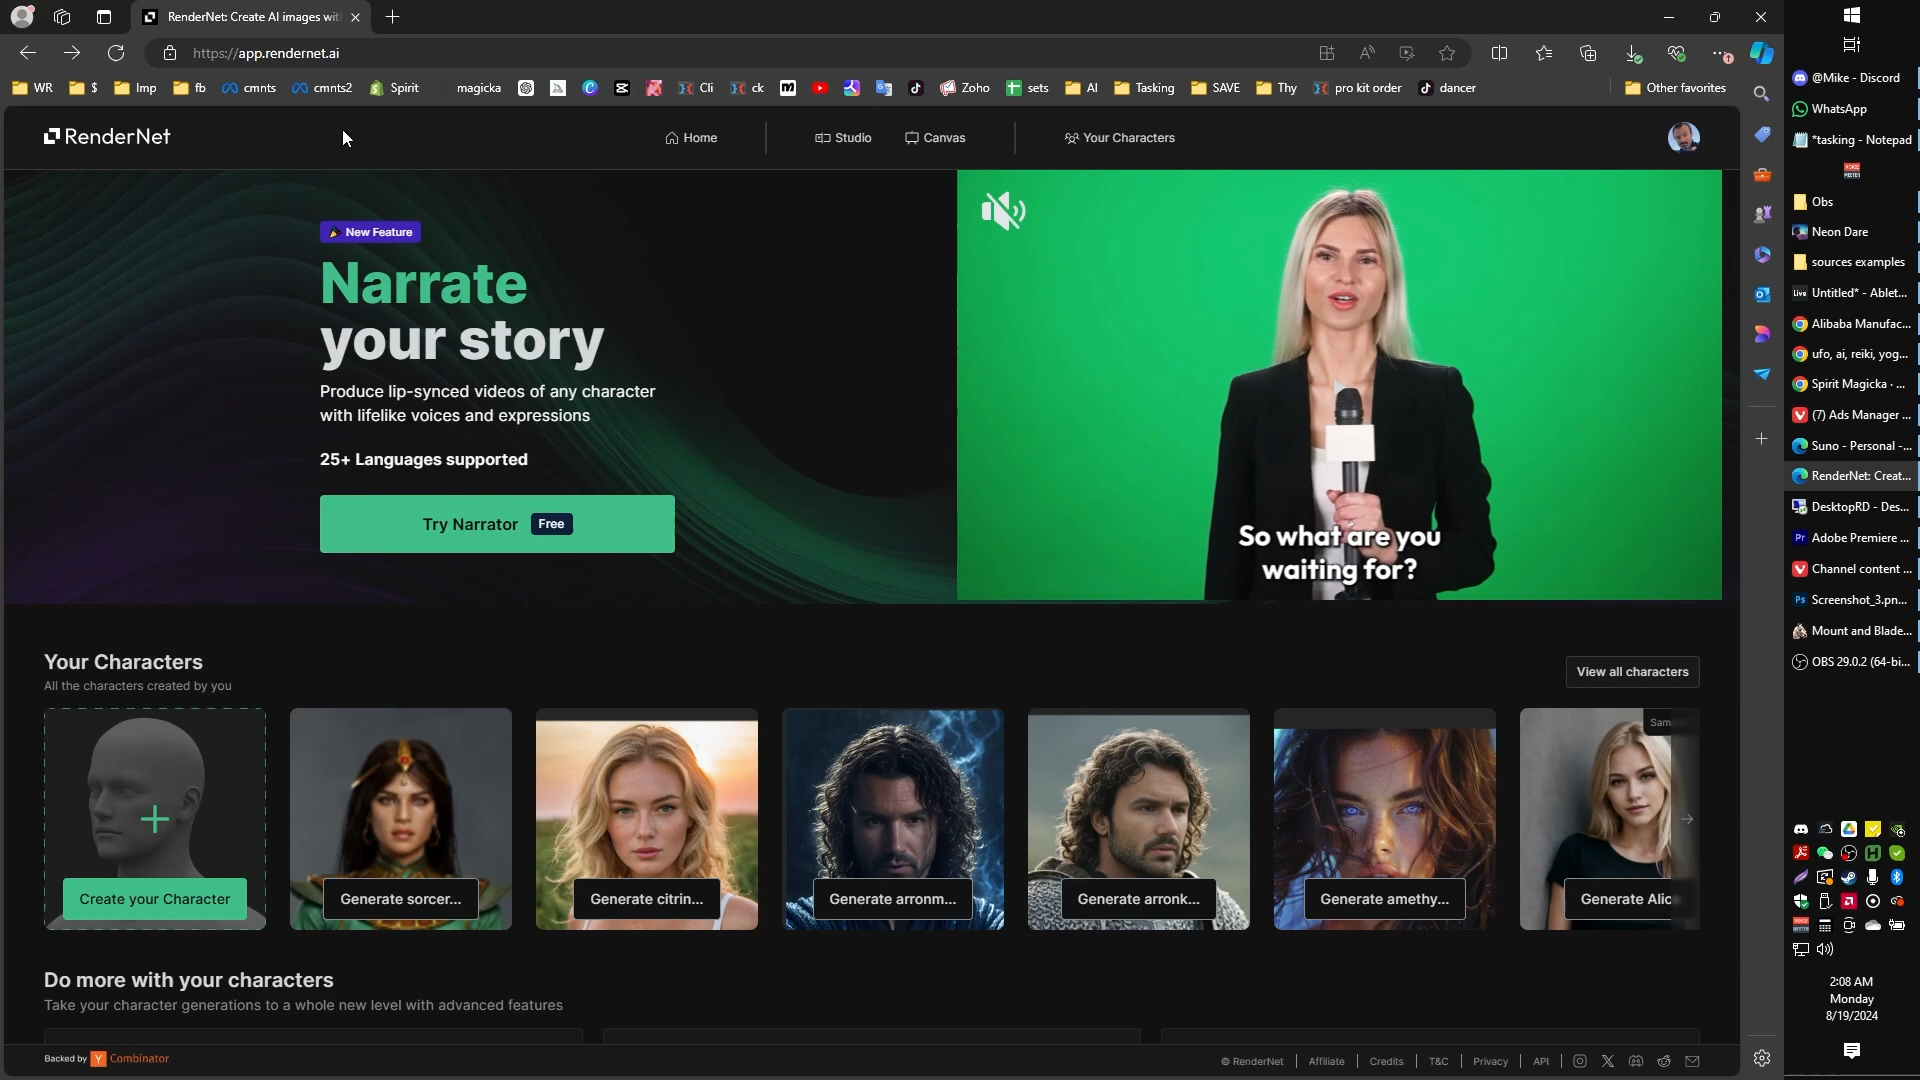 RenderNet: Create AI images wit
https://app.rendernet.ai
WR
$
Imp
fb
cmnts
cmnts2
Spirit
magicka
Cli
ck
Zoho
sets
AI
Tasking
SAVE
Thy
pro kit order
dancer
Other favorites
RenderNet
Home
Studio
Canvas
Your Characters
New Feature
Narrate
your story
Produce lip-synced videos of any character
with lifelike voices and expressions
25+ Languages supported
Try Narrator Free
So what are you
waiting for?
Your Characters
All the characters created by you
View all characters
Sam
Create your Character
Generate sorcer...
Generate citrin...
Generate arronm...
Generate arronk...
Generate amethy...
Generate Alic
Do more with your characters
Take your character generations to a whole new level with advanced features
Backed by Y Combinator
© RenderNet
Affiliate
Credits
T&C
Privacy
API
@Mike - Discord
WhatsApp
*tasking - Notepad
Obs
Neon Dare
sources examples
Live Untitled* - Ablet...
Alibaba Manufac...
ufo, ai, reiki, yog...
Spirit Magicka · ...
(7) Ads Manager ...
Suno - Personal -...
RenderNet: Creat...
DesktopRD - Des...
Pr Adobe Premiere ...
Channel content ...
Ps Screenshot_3.pn...
Mount and Blade...
OBS 29.0.2 (64-bi...
2:08 AM
Monday
8/19/2024